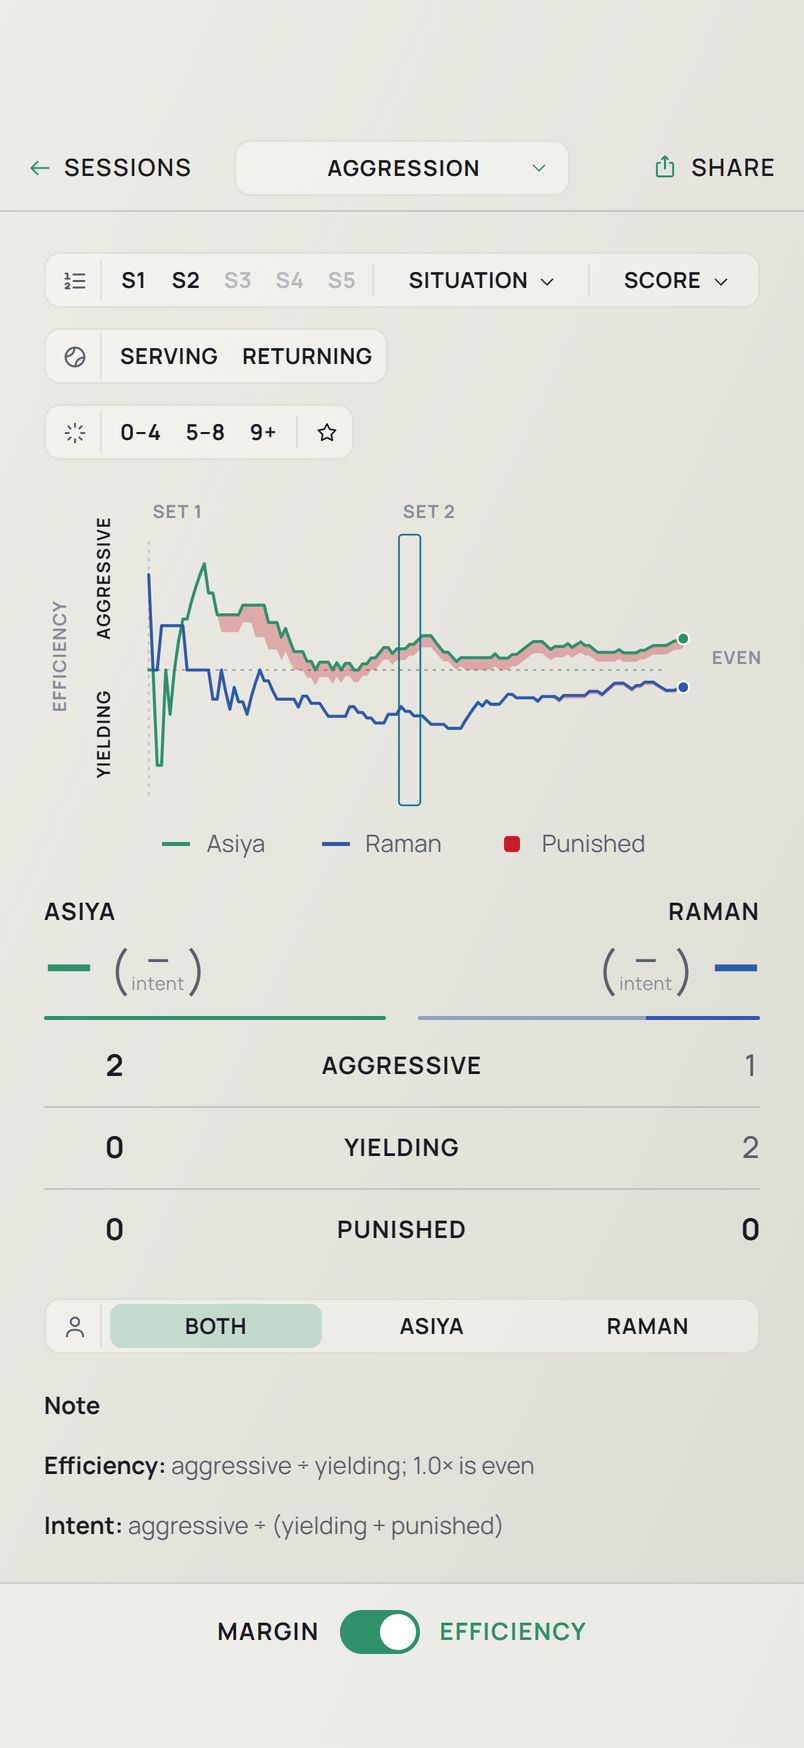 SESSIONS
AGGRESSION
SHARE
S1 S2 S3 S4 S5 SITUATION SCORE
SERVING RETURNING
0–4 5–8 9+
SET 1 SET 2
EFFICIENCY
AGGRESSIVE
YIELDING
EVEN
Asiya Raman Punished
ASIYA RAMAN
— ( — intent ) ( — intent ) —
2 AGGRESSIVE 1
0 YIELDING 2
0 PUNISHED 0
BOTH ASIYA RAMAN
Note
Efficiency: aggressive ÷ yielding; 1.0× is even
Intent: aggressive ÷ (yielding + punished)
MARGIN EFFICIENCY